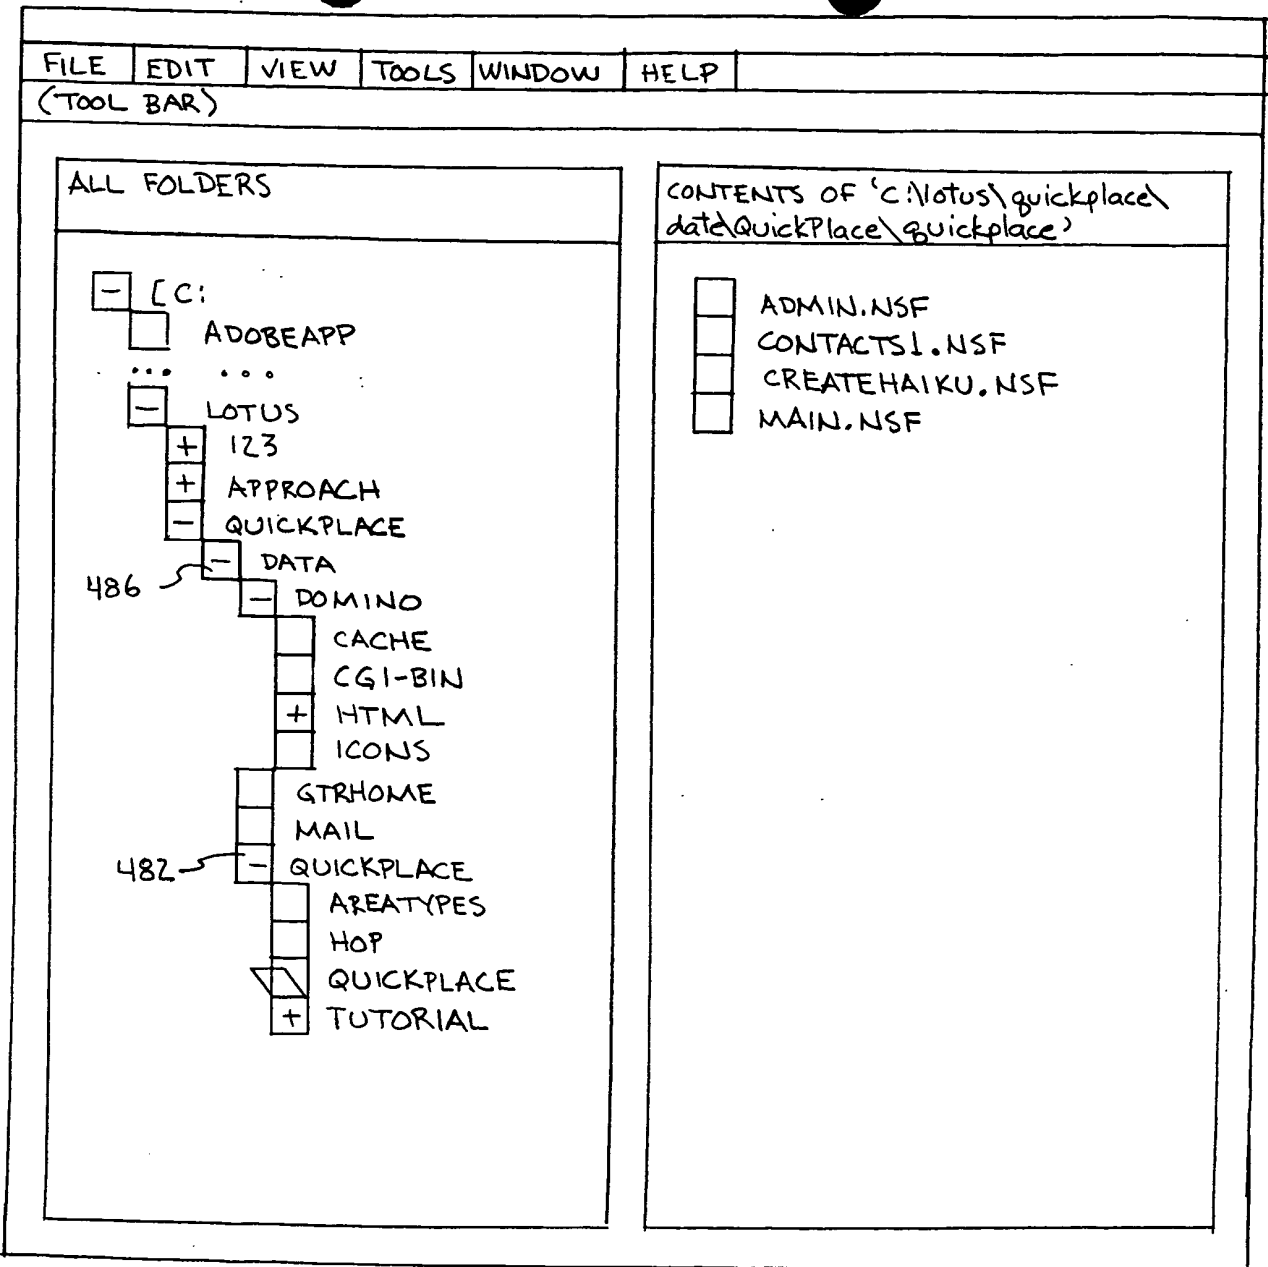 FILE EDIT VIEW TOOLS WINDOW HELP
(TOOL BAR)
ALL FOLDERS
- [C:
ADOBEAPP
... ...
- LOTUS
+ 123
+ APPROACH
- QUICKPLACE
- DATA
486
- DOMINO
CACHE
CGI-BIN
+ HTML
ICONS
GTRHOME
MAIL
482 - QUICKPLACE
AREATYPES
HOP
QUICKPLACE
+ TUTORIAL
CONTENTS OF 'C:\lotus\quickplace\
data\QuickPlace\quickplace'
ADMIN.NSF
CONTACTS1.NSF
CREATEHAIKU.NSF
MAIN.NSF